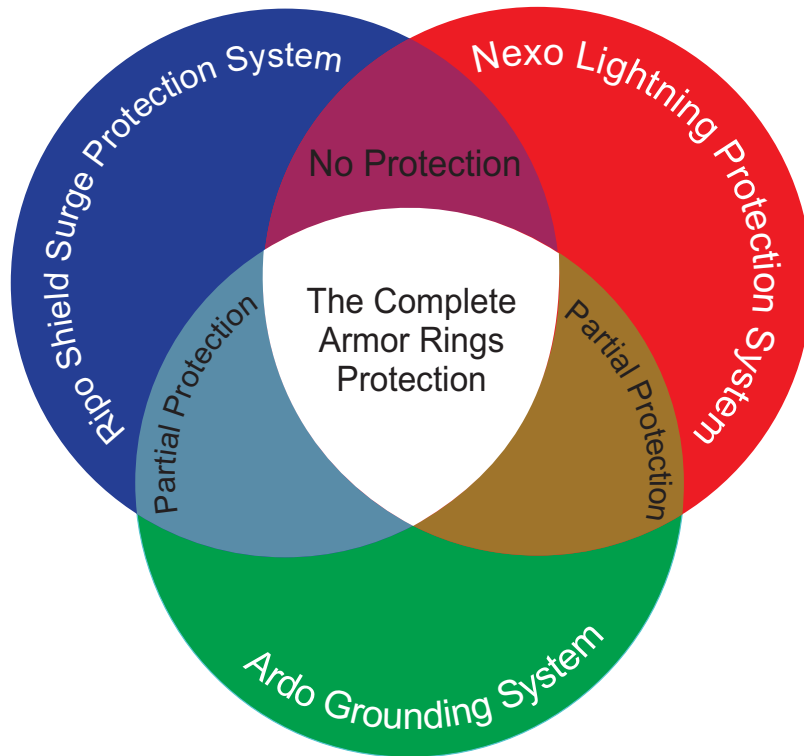 Ripo Shield Surge Protection System
Nexo Lightning Protection System
No Protection
The Complete
Armor Rings
Protection
Partial Protection
Partial Protection
Ardo Grounding System